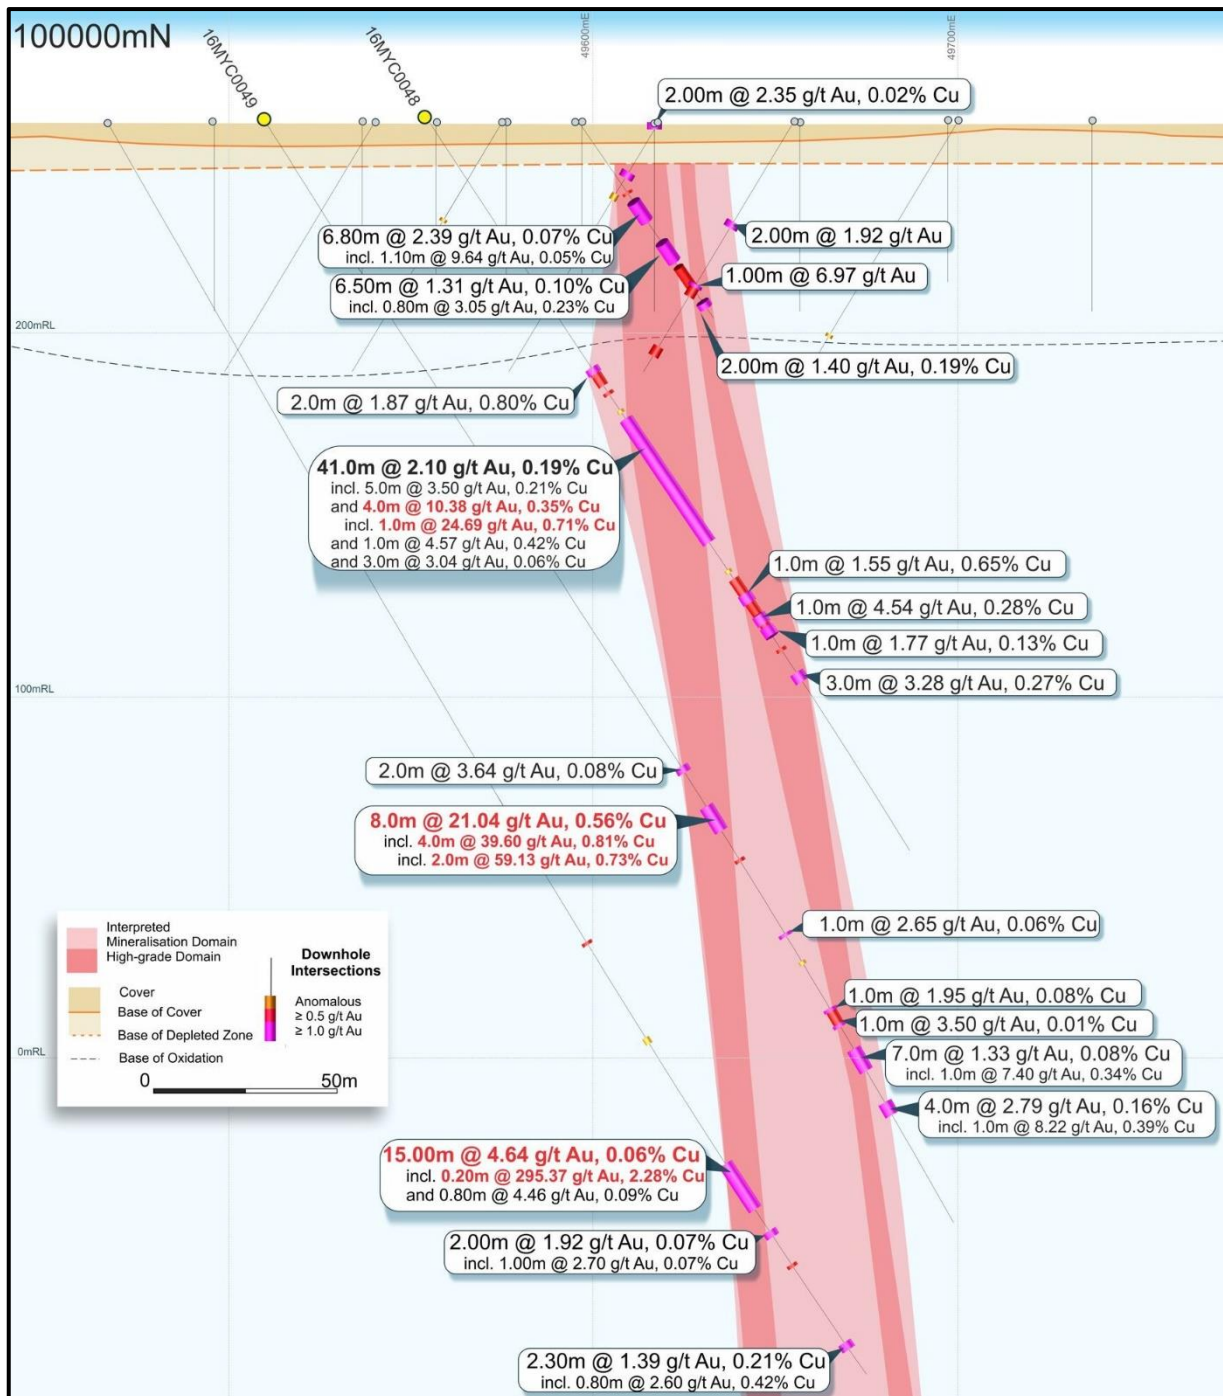 100000mN
16MYC0049
16MYC0048
49600mE
49700mE
2.00m @ 2.35 g/t Au, 0.02% Cu
6.80m @ 2.39 g/t Au, 0.07% Cu
incl. 1.10m @ 9.64 g/t Au, 0.05% Cu
2.00m @ 1.92 g/t Au
6.50m @ 1.31 g/t Au, 0.10% Cu
incl. 0.80m @ 3.05 g/t Au, 0.23% Cu
1.00m @ 6.97 g/t Au
200mRL
2.00m @ 1.40 g/t Au, 0.19% Cu
2.0m @ 1.87 g/t Au, 0.80% Cu
41.0m @ 2.10 g/t Au, 0.19% Cu
incl. 5.0m @ 3.50 g/t Au, 0.21% Cu
and 4.0m @ 10.38 g/t Au, 0.35% Cu
incl. 1.0m @ 24.69 g/t Au, 0.71% Cu
and 1.0m @ 4.57 g/t Au, 0.42% Cu
and 3.0m @ 3.04 g/t Au, 0.06% Cu
1.0m @ 1.55 g/t Au, 0.65% Cu
1.0m @ 4.54 g/t Au, 0.28% Cu
1.0m @ 1.77 g/t Au, 0.13% Cu
100mRL
3.0m @ 3.28 g/t Au, 0.27% Cu
2.0m @ 3.64 g/t Au, 0.08% Cu
8.0m @ 21.04 g/t Au, 0.56% Cu
incl. 4.0m @ 39.60 g/t Au, 0.81% Cu
incl. 2.0m @ 59.13 g/t Au, 0.73% Cu
1.0m @ 2.65 g/t Au, 0.06% Cu
Interpreted
Mineralisation Domain
High-grade Domain
Cover
Base of Cover
Base of Depleted Zone
Base of Oxidation
Downhole
Intersections
Anomalous
≥ 0.5 g/t Au
≥ 1.0 g/t Au
0 50m
1.0m @ 1.95 g/t Au, 0.08% Cu
1.0m @ 3.50 g/t Au, 0.01% Cu
0mRL
7.0m @ 1.33 g/t Au, 0.08% Cu
incl. 1.0m @ 7.40 g/t Au, 0.34% Cu
4.0m @ 2.79 g/t Au, 0.16% Cu
incl. 1.0m @ 8.22 g/t Au, 0.39% Cu
15.00m @ 4.64 g/t Au, 0.06% Cu
incl. 0.20m @ 295.37 g/t Au, 2.28% Cu
and 0.80m @ 4.46 g/t Au, 0.09% Cu
2.00m @ 1.92 g/t Au, 0.07% Cu
incl. 1.00m @ 2.70 g/t Au, 0.07% Cu
2.30m @ 1.39 g/t Au, 0.21% Cu
incl. 0.80m @ 2.60 g/t Au, 0.42% Cu